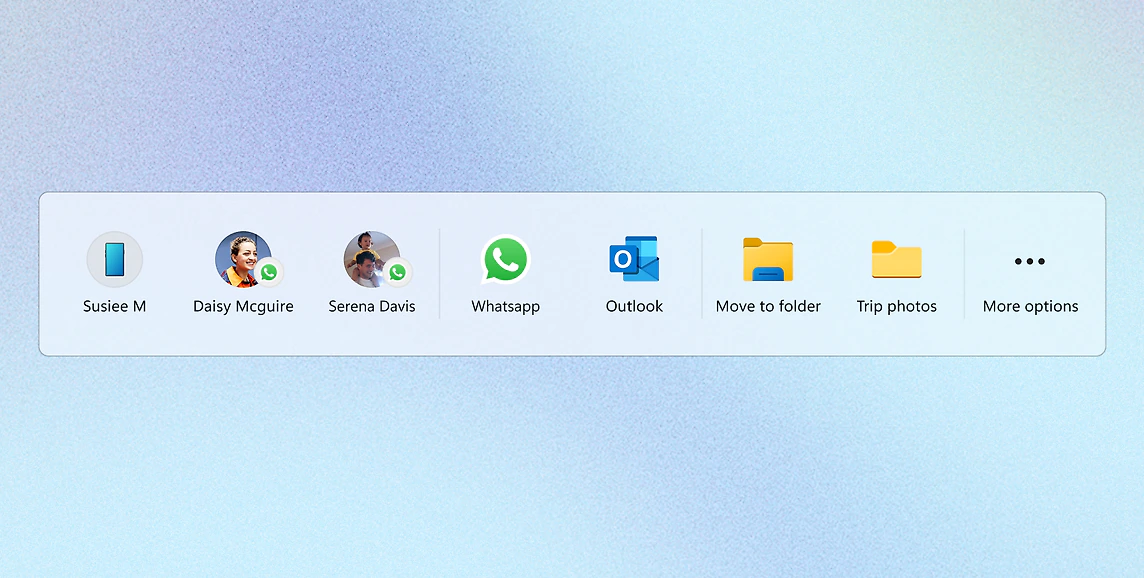 Susiee M
Daisy Mcguire
Serena Davis
Whatsapp
Outlook
Move to folder
Trip photos
More options